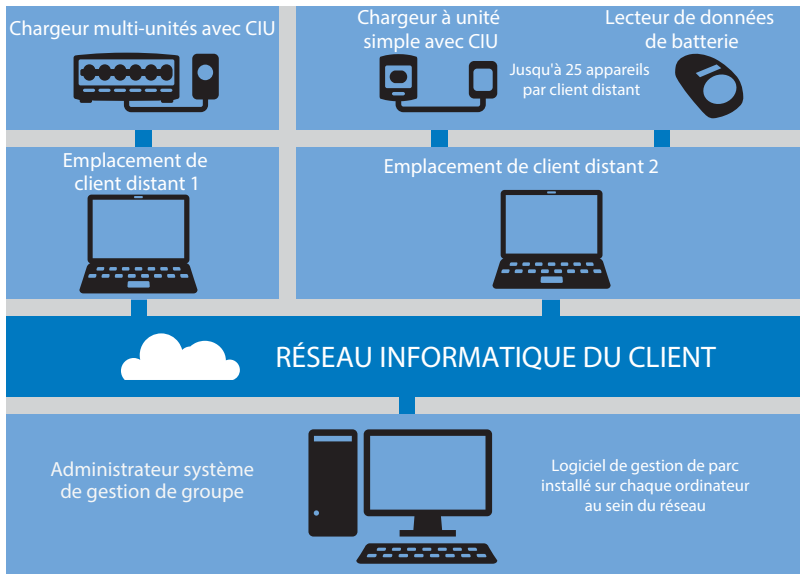 Chargeur multi-unités avec CIU
Chargeur à unité
simple avec CIU
Jusqu'à 25 appareils
par client distant
Lecteur de données
de batterie
Emplacement de
client distant 1
Emplacement de client distant 2
RÉSEAU INFORMATIQUE DU CLIENT
Administrateur système
de gestion de groupe
Logiciel de gestion de parc
installé sur chaque ordinateur
au sein du réseau